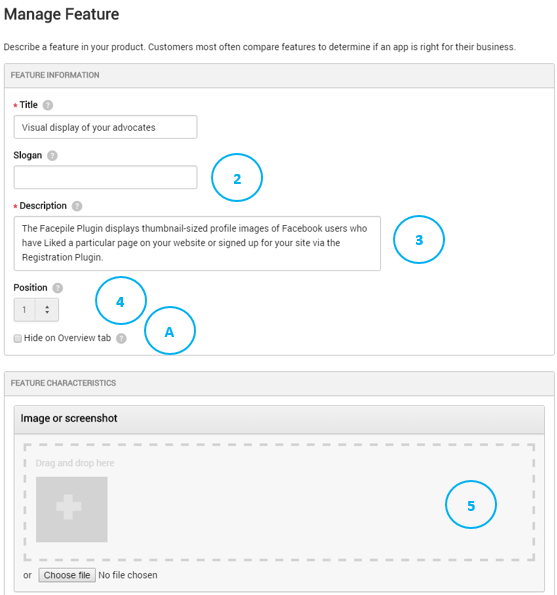 Manage Feature
Describe a feature in your product. Customers most often compare features to determine if an app is right for their business.
FEATURE INFORMATION
* Title ?
Visual display of your advocates
Slogan ?
2
* Description ?
The Facepile Plugin displays thumbnail-sized profile images of Facebook users who
have Liked a particular page on your website or signed up for your site via the
Registration Plugin.
3
Position ?
1
4
Hide on Overview tab ?
A
FEATURE CHARACTERISTICS
Image or screenshot
Drag and drop here
5
or Choose file No file chosen